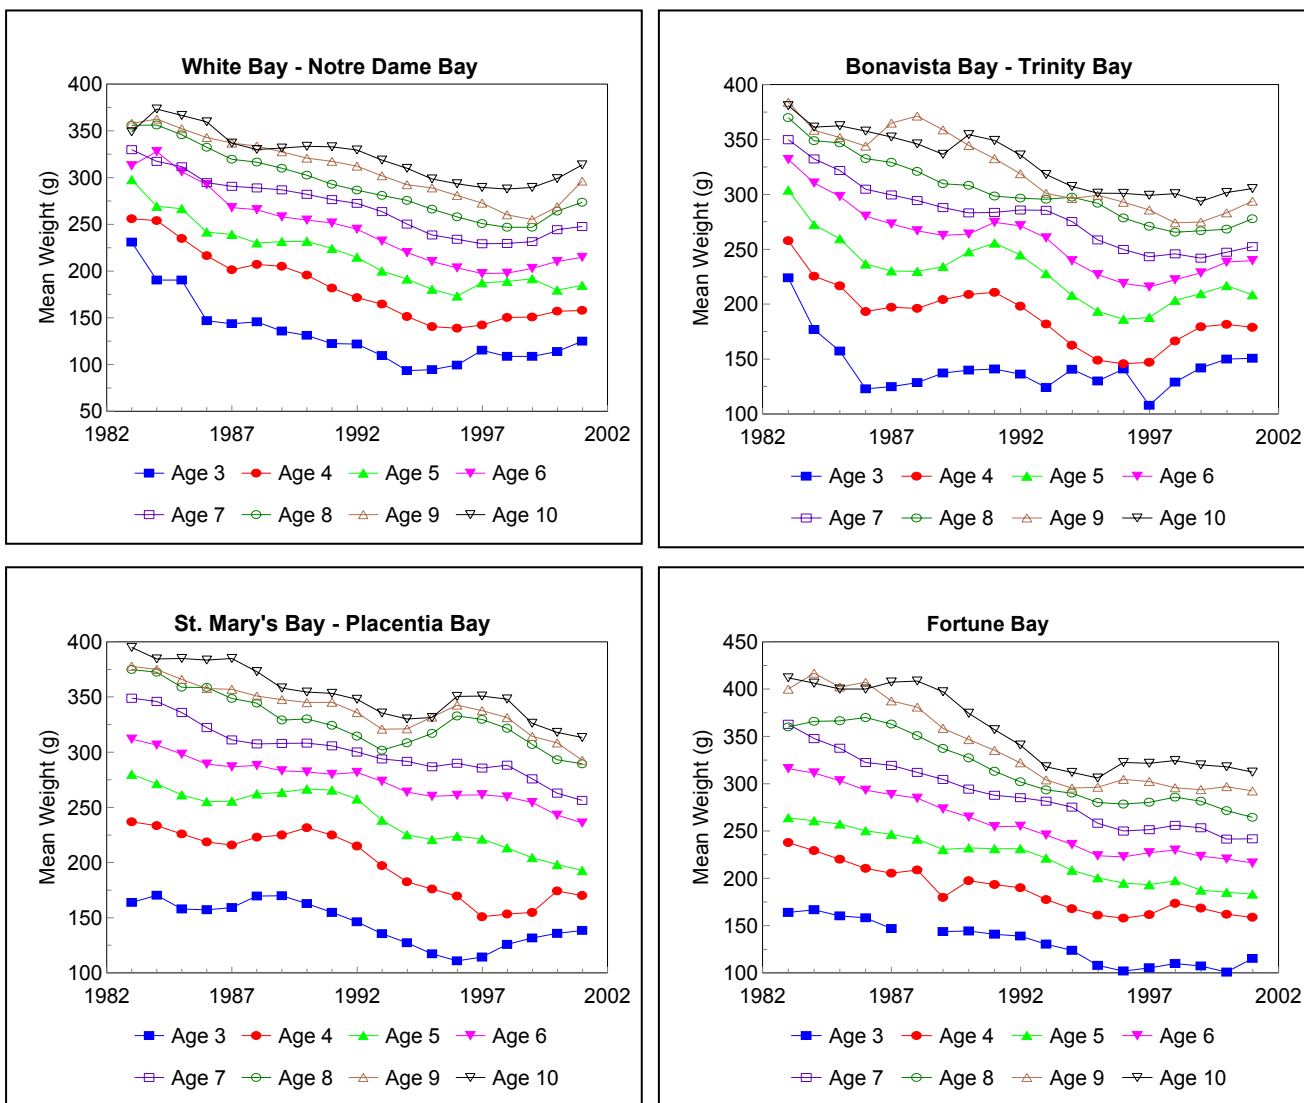 White Bay - Notre Dame Bay
400
350
300
250
200
150
100
50
Mean Weight (g)
1982 1987 1992 1997 2002
Age 3 Age 4 Age 5 Age 6
Age 7 Age 8 Age 9 Age 10
Bonavista Bay - Trinity Bay
400
350
300
250
200
150
100
Mean Weight (g)
1982 1987 1992 1997 2002
Age 3 Age 4 Age 5 Age 6
Age 7 Age 8 Age 9 Age 10
St. Mary's Bay - Placentia Bay
400
350
300
250
200
150
100
Mean Weight (g)
1982 1987 1992 1997 2002
Age 3 Age 4 Age 5 Age 6
Age 7 Age 8 Age 9 Age 10
Fortune Bay
450
400
350
300
250
200
150
100
Mean Weight (g)
1982 1987 1992 1997 2002
Age 3 Age 4 Age 5 Age 6
Age 7 Age 8 Age 9 Age 10